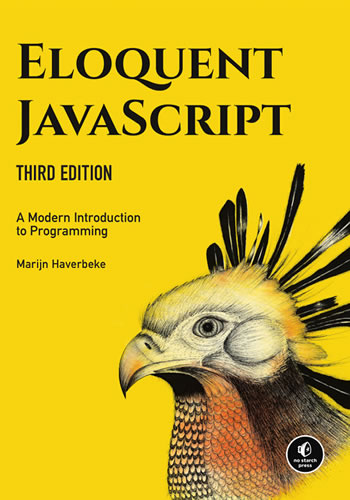 ELOQUENT
JAVASCRIPT
THIRD EDITION
A Modern Introduction
to Programming
Marijn Haverbeke
no starch
press